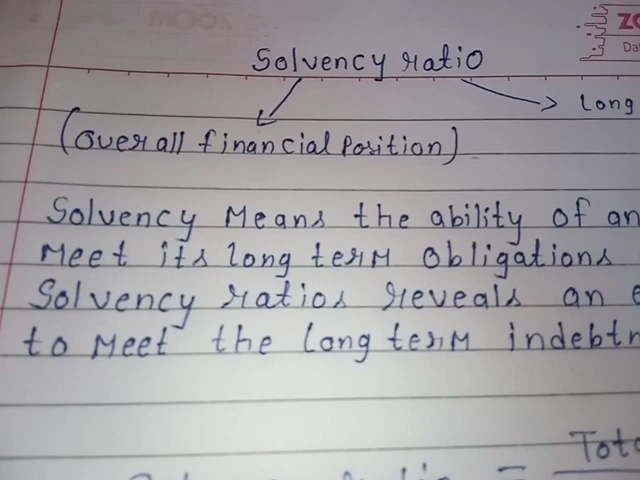 Solvency ratio
Long
(Overall financial Position)
Solvency Means the ability of an
Meet its long term obligations
Solvency ratios reveals an
to Meet the long term
=